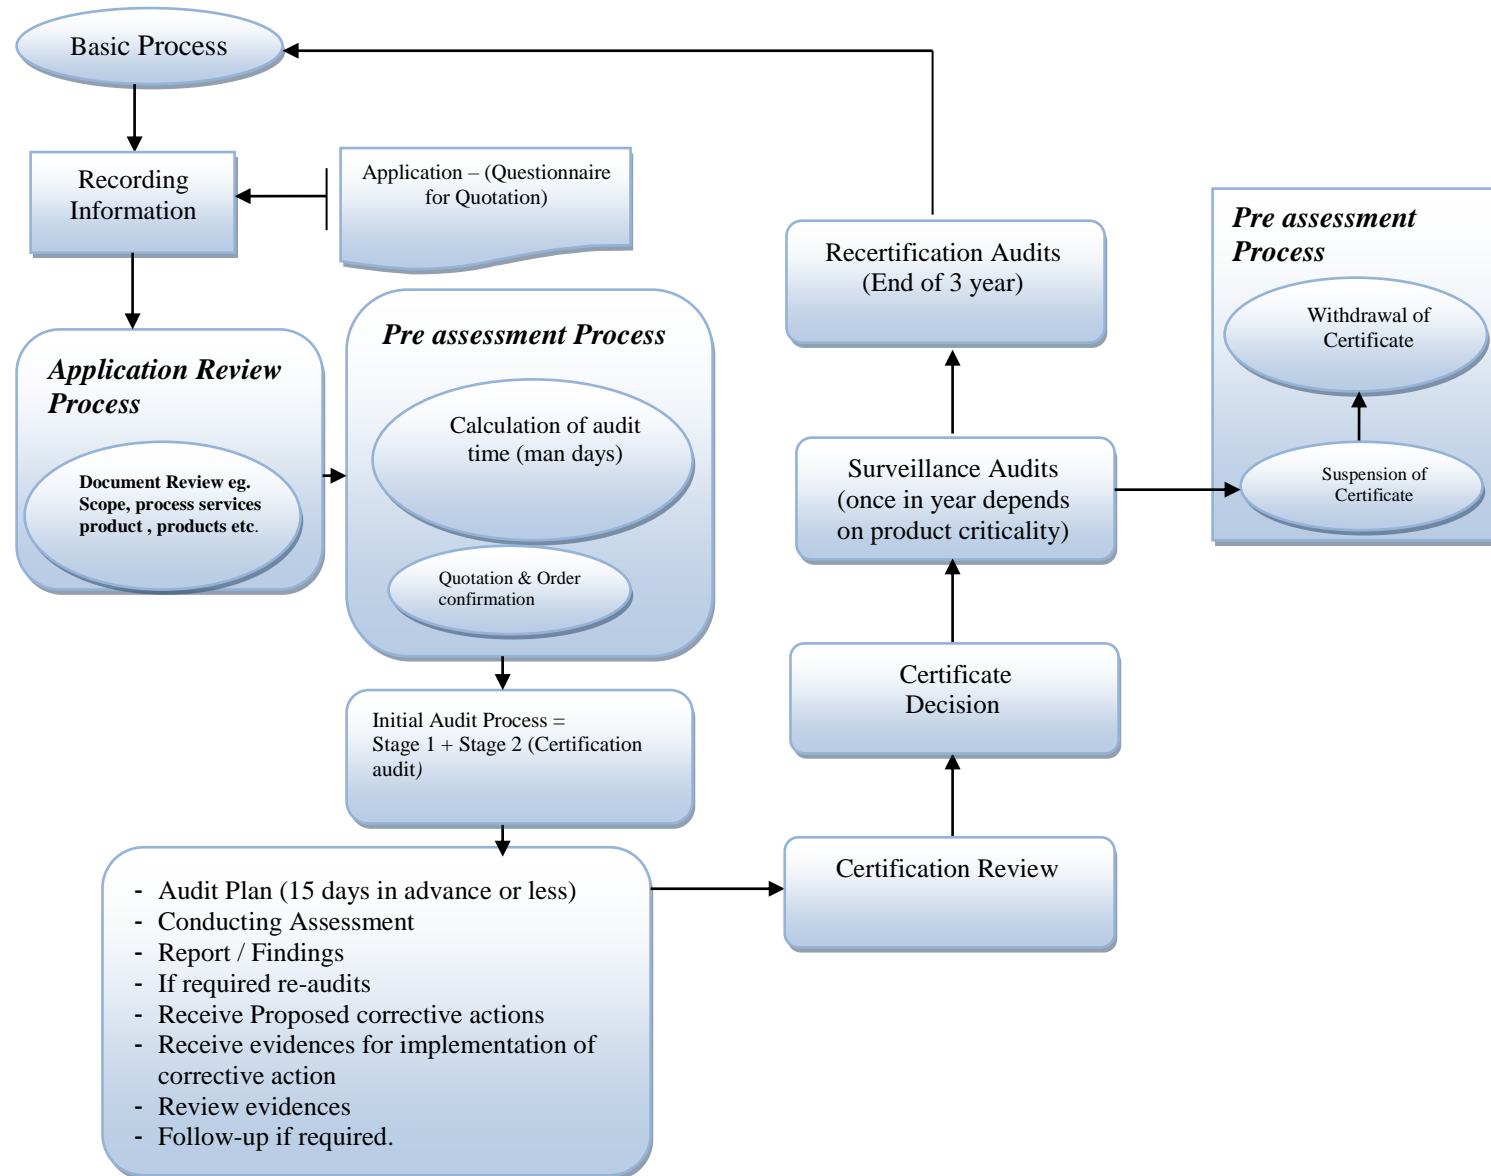 Basic Process
Recording
Information
Application – (Questionnaire
for Quotation)
Application Review
Process
Document Review eg.
Scope, process services
product , products etc.
Pre assessment Process
Calculation of audit
time (man days)
Quotation & Order
confirmation
Initial Audit Process =
Stage 1 + Stage 2 (Certification
audit)
- Audit Plan (15 days in advance or less)
- Conducting Assessment
- Report / Findings
- If required re-audits
- Receive Proposed corrective actions
- Receive evidences for implementation of
corrective action
- Review evidences
- Follow-up if required.
Certification Review
Certificate
Decision
Surveillance Audits
(once in year depends
on product criticality)
Recertification Audits
(End of 3 year)
Pre assessment
Process
Withdrawal of
Certificate
Suspension of
Certificate